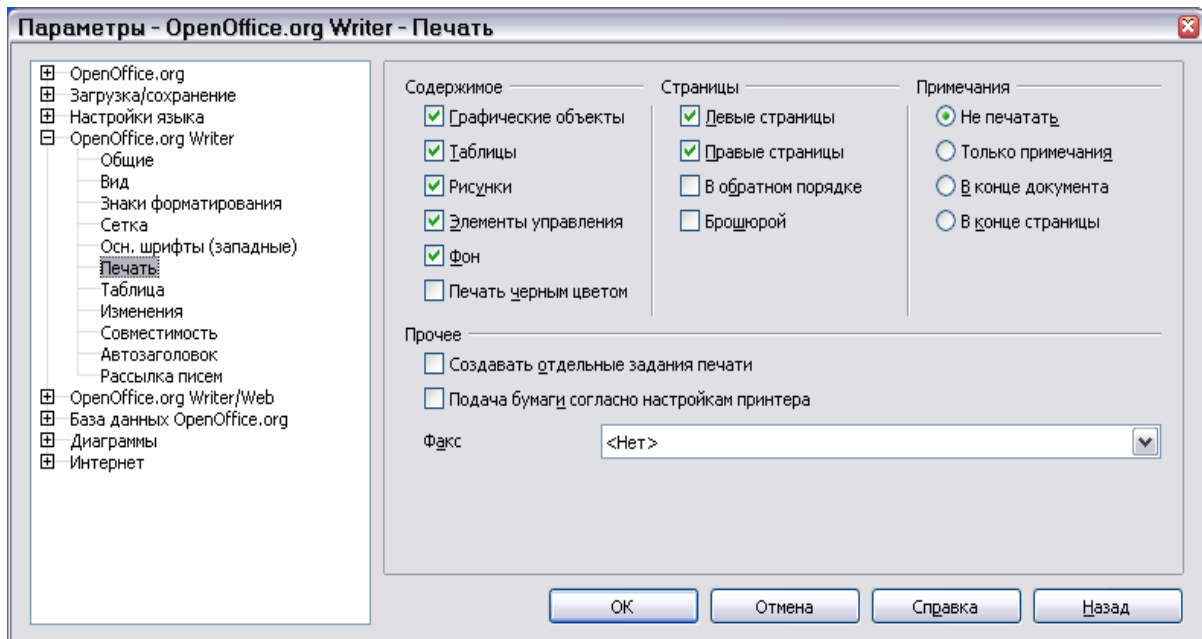 Параметры - OpenOffice.org Writer - Печать
OpenOffice.org
Загрузка/сохранение
Настройки языка
OpenOffice.org Writer
Общие
Вид
Знаки форматирования
Сетка
Осн. шрифты (западные)
Печать
Таблица
Изменения
Совместимость
Автозаголовок
Рассылка писем
OpenOffice.org Writer/Web
База данных OpenOffice.org
Диаграммы
Интернет
Содержимое
Графические объекты
Таблицы
Рисунки
Элементы управления
Фон
Печать черным цветом
Страницы
Левые страницы
Правые страницы
В обратном порядке
Брошюрой
Примечания
Не печатать
Только примечания
В конце документа
В конце страницы
Прочее
Создавать отдельные задания печати
Подача бумаги согласно настройкам принтера
Факс <Нет>
ОК Отмена Справка Назад